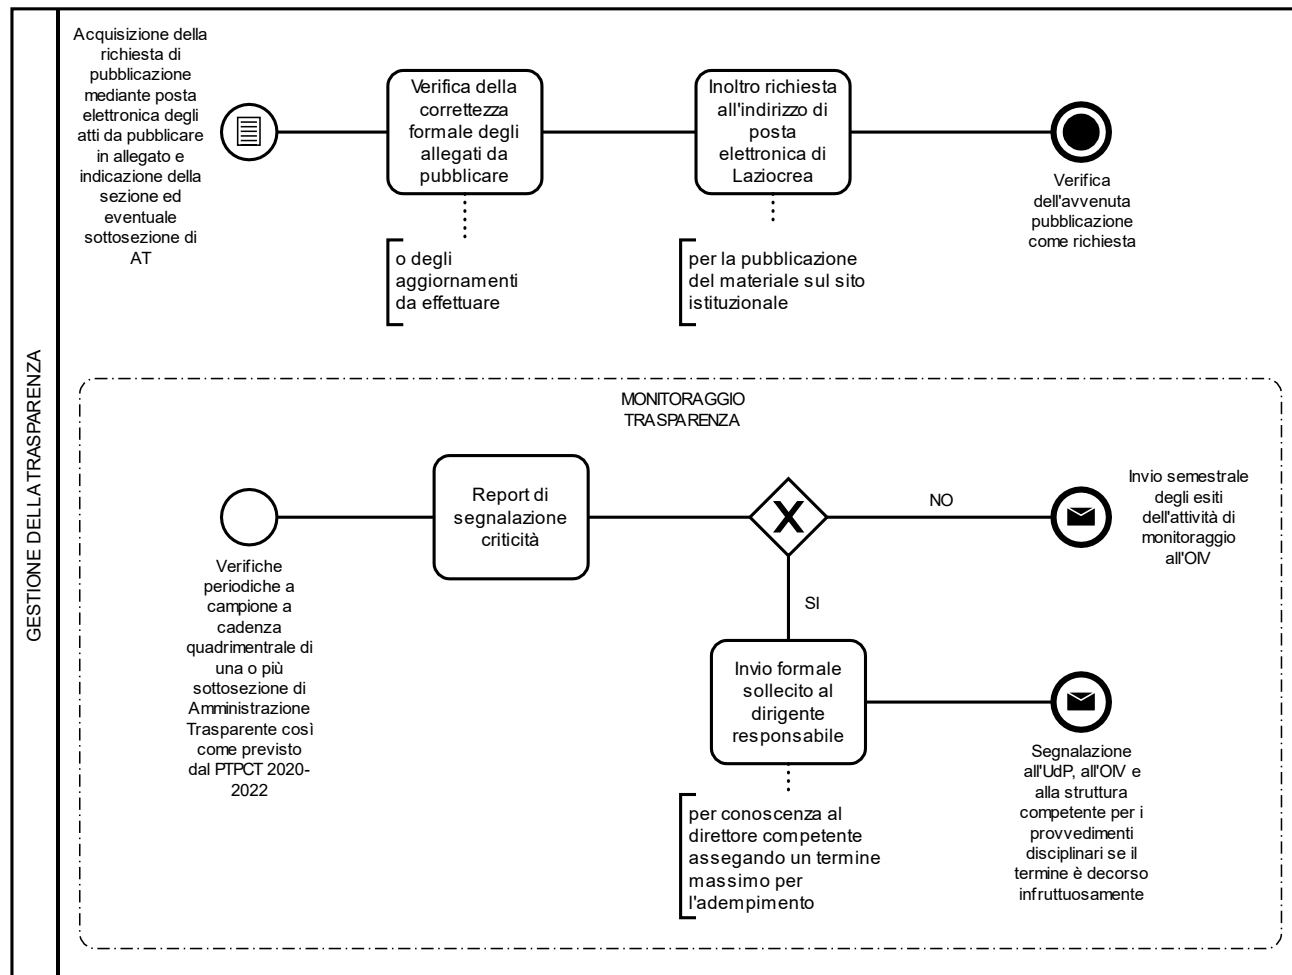 GESTIONE DELLA TRASPARENZA
Acquisizione della
richiesta di
pubblicazione
mediante posta
elettronica degli
atti da pubblicare
in allegato e
indicazione della
sezione ed
eventuale
sottosezione di
AT
Verifica della
correttezza
formale degli
allegati da
pubblicare
o degli
aggiornamenti
da effettuare
Inoltro richiesta
all'indirizzo di
posta
elettronica di
Laziocrea
per la pubblicazione
del materiale sul sito
istituzionale
Verifica
dell'avvenuta
pubblicazione
come richiesta
MONITORAGGIO
TRASPARENZA
Verifiche
periodiche a
campione a
cadenza
quadrimentrale di
una o più
sottosezione di
Amministrazione
Trasparente così
come previsto
dal PTPCT 2020-
2022
Report di
segnalazione
criticità
X
NO
Invio semestrale
degli esiti
dell'attività di
monitoraggio
all'OIV
SI
Invio formale
sollecito al
dirigente
responsabile
per conoscenza al
direttore competente
assegando un termine
massimo per
l'adempimento
Segnalazione
all'UdP, all'OIV e
alla struttura
competente per i
provvedimenti
disciplinari se il
termine è decorso
infruttuosamente